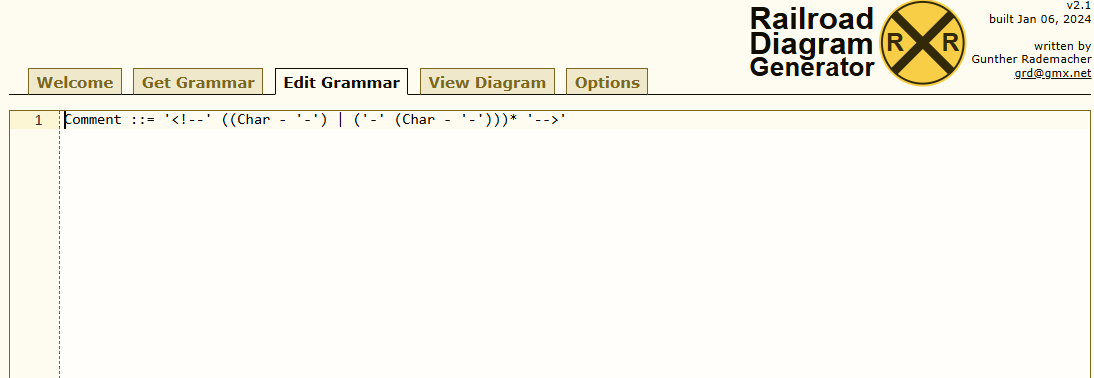 Railroad
Diagram
Generator
R R
v2.1
built Jan 06, 2024
written by
Gunther Rademacher
grd@gmx.net
Welcome Get Grammar Edit Grammar View Diagram Options
1 Comment ::= '<!--' ((Char - '-') | ('-' (Char - '-')))* '-->'